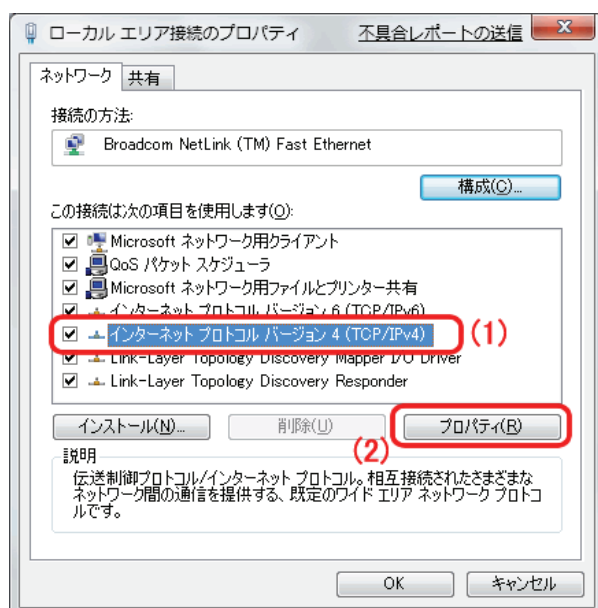 ローカル エリア接続のプロパティ 不具合レポートの送信
ネットワーク 共有
接続の方法:
Broadcom NetLink (TM) Fast Ethernet
構成(C)...
この接続は次の項目を使用します(O):
Microsoft ネットワーク用クライアント
QoS パケット スケジューラ
Microsoft ネットワーク用ファイルとプリンター共有
インターネット プロトコル バージョン 6 (TCP/IPv6)
インターネット プロトコル バージョン 4 (TCP/IPv4) (1)
Link-Layer Topology Discovery Mapper I/O Driver
Link-Layer Topology Discovery Responder
インストール(N)... 削除(U) プロパティ(R)
(2)
説明
伝送制御プロトコル/インターネット プロトコル。相互接続されたさまざまな
ネットワーク間の通信を提供する、既定のワイド エリア ネットワーク プロトコ
ルです。
OK キャンセル